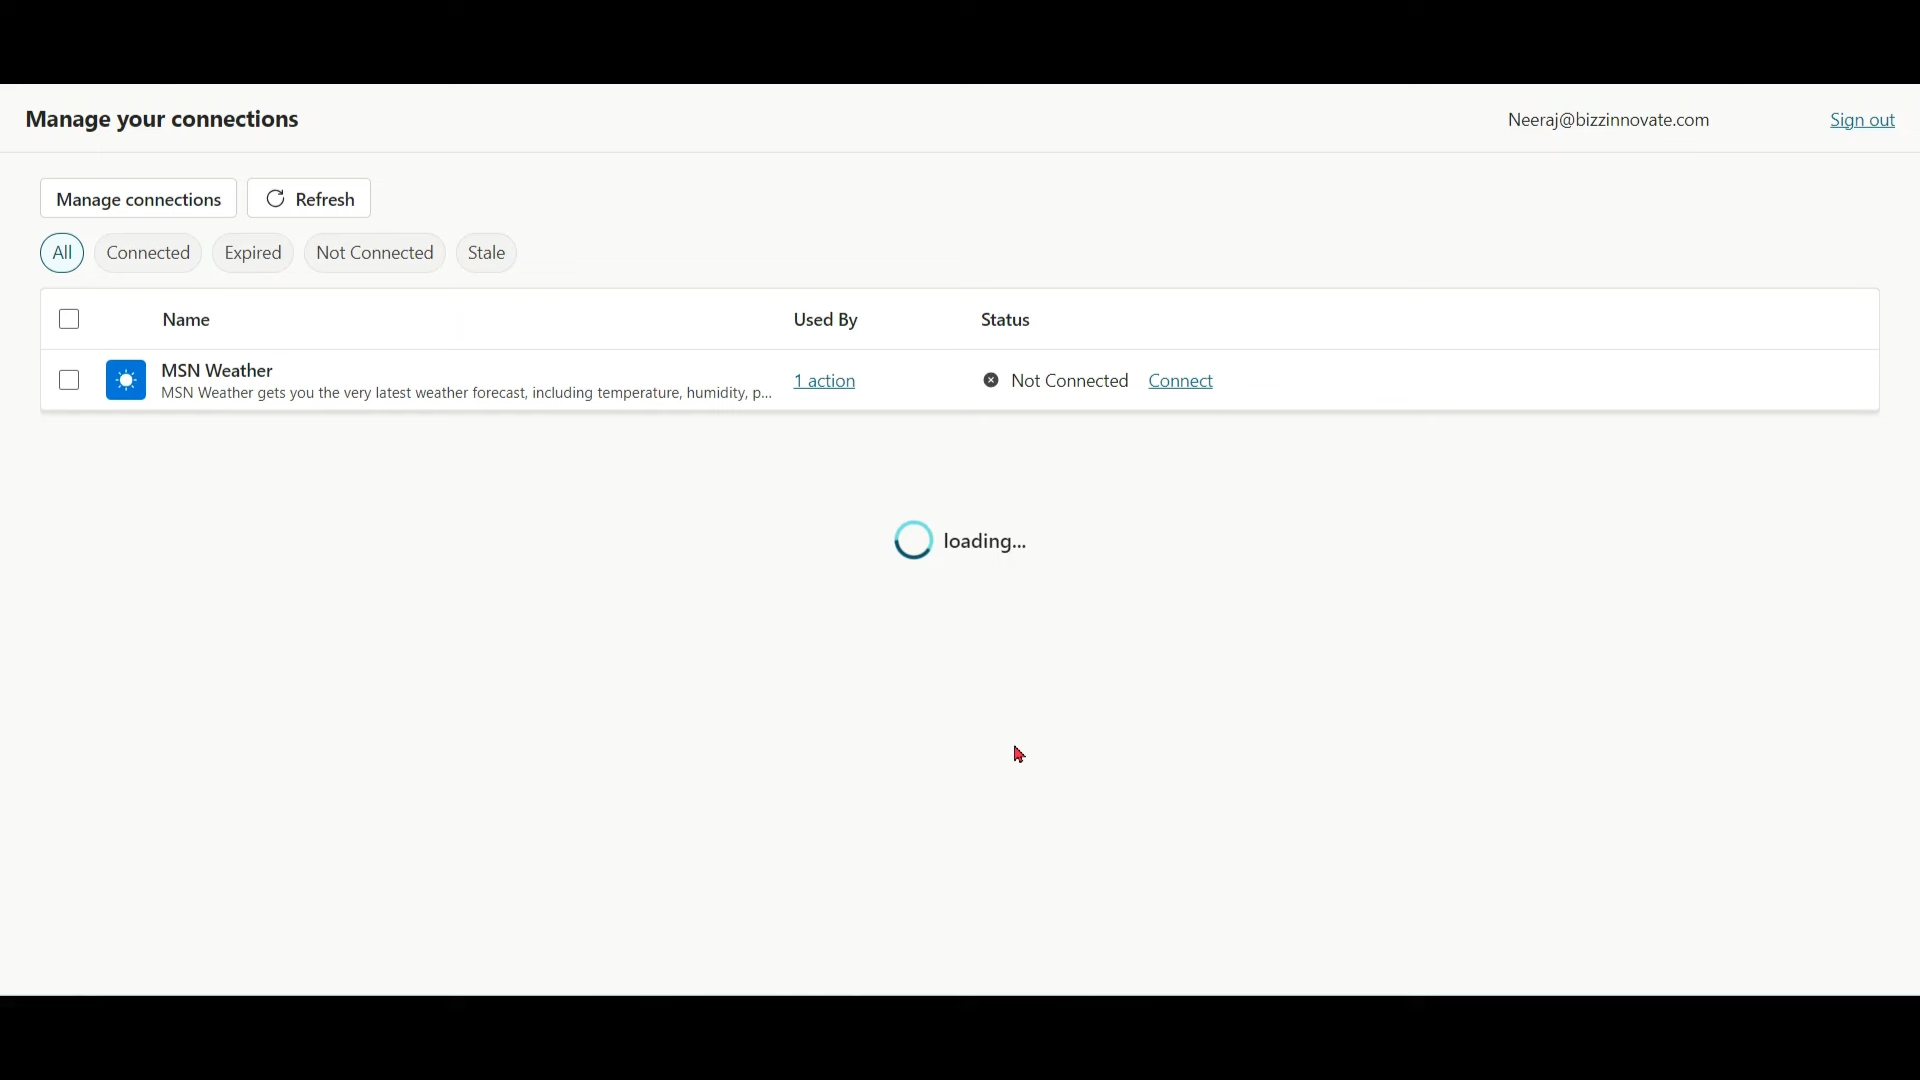 Manage your connections
Neeraj@bizzinnovate.com
Sign out
Manage connections
Refresh
All
Connected
Expired
Not Connected
Stale
Name
Used By
Status
MSN Weather
MSN Weather gets you the very latest weather forecast, including temperature, humidity, p...
1 action
Not Connected
Connect
loading...